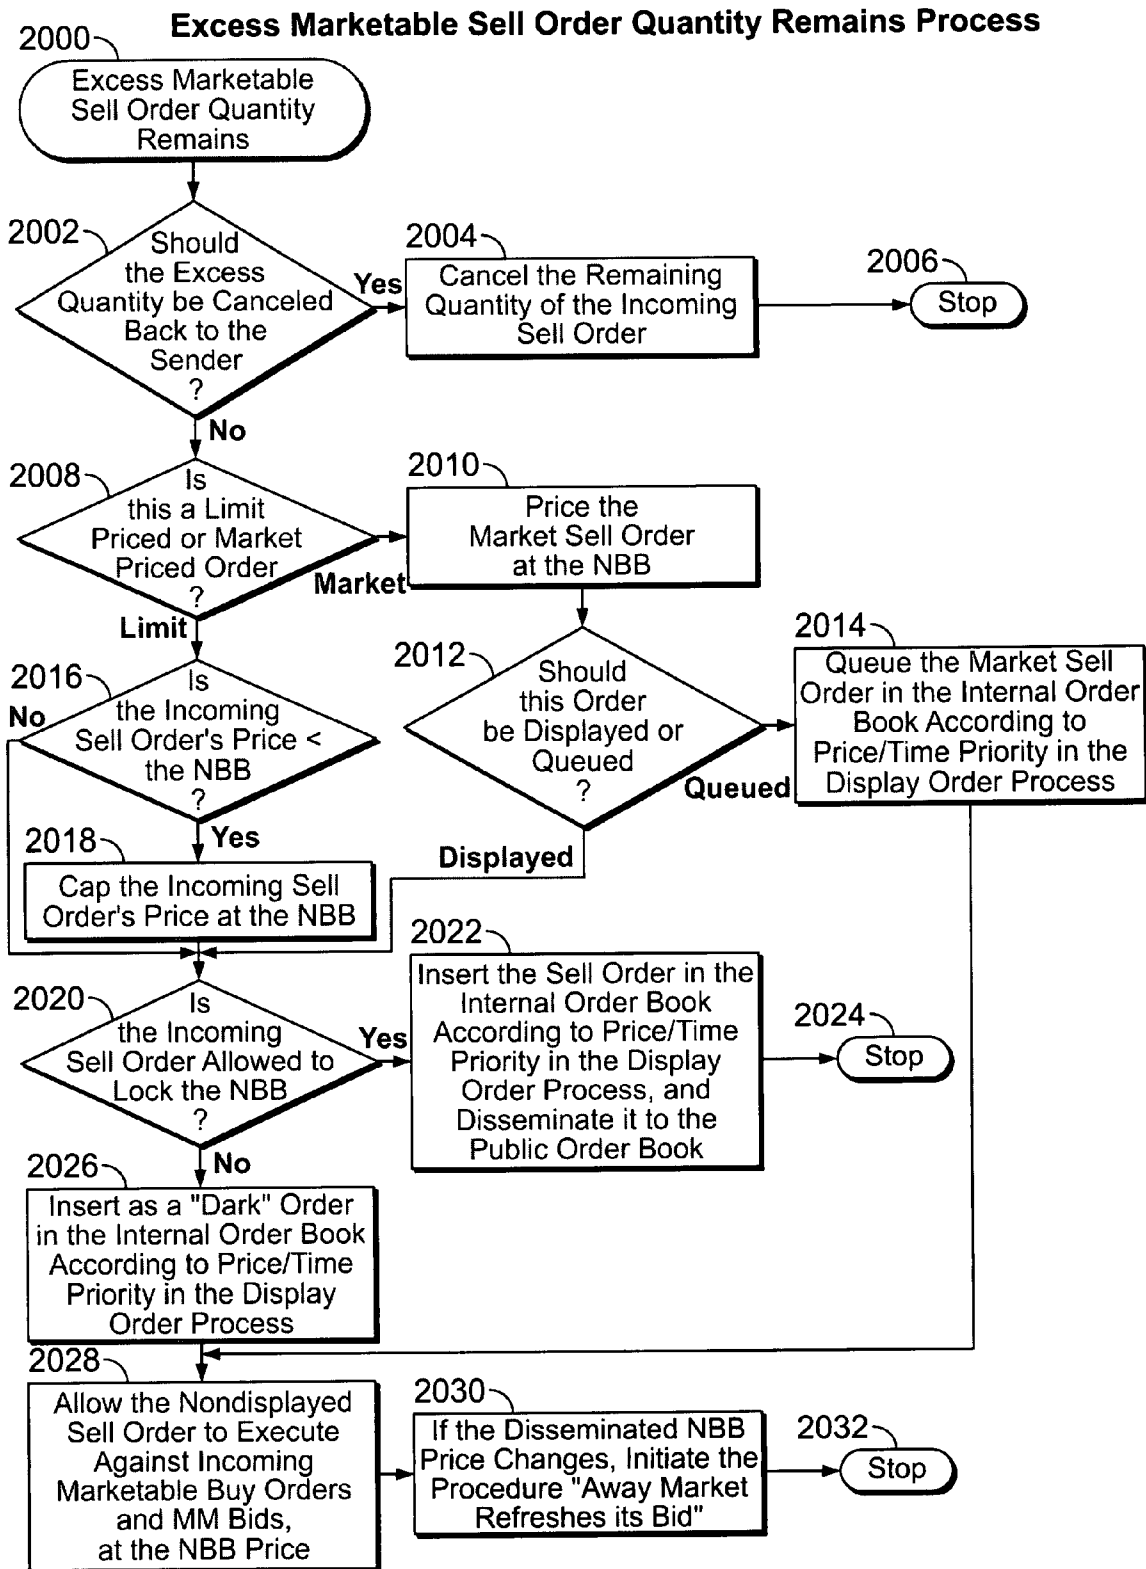 Excess Marketable Sell Order Quantity Remains Process
2000
Excess Marketable
Sell Order Quantity
Remains
2002
Should
the Excess
Quantity be Canceled
Back to the
Sender
?
Yes
2004
Cancel the Remaining
Quantity of the Incoming
Sell Order
2006
Stop
No
2008
Is
this a Limit
Priced or Market
Priced Order
?
Market
2010
Price the
Market Sell Order
at the NBB
Limit
2012
Should
this Order
be Displayed or
Queued
?
Queued
2014
Queue the Market Sell
Order in the Internal Order
Book According to
Price/Time Priority in the
Display Order Process
2016
No
Is
the Incoming
Sell Order's Price <
the NBB
?
Yes
Displayed
2018
Cap the Incoming Sell
Order's Price at the NBB
2020
Is
the Incoming
Sell Order Allowed to
Lock the NBB
?
Yes
2022
Insert the Sell Order in the
Internal Order Book
According to Price/Time
Priority in the Display
Order Process, and
Disseminate it to the
Public Order Book
2024
Stop
No
2026
Insert as a "Dark" Order
in the Internal Order Book
According to Price/Time
Priority in the Display
Order Process
2028
Allow the Nondisplayed
Sell Order to Execute
Against Incoming
Marketable Buy Orders
and MM Bids,
at the NBB Price
2030
If the Disseminated NBB
Price Changes, Initiate the
Procedure "Away Market
Refreshes its Bid"
2032
Stop